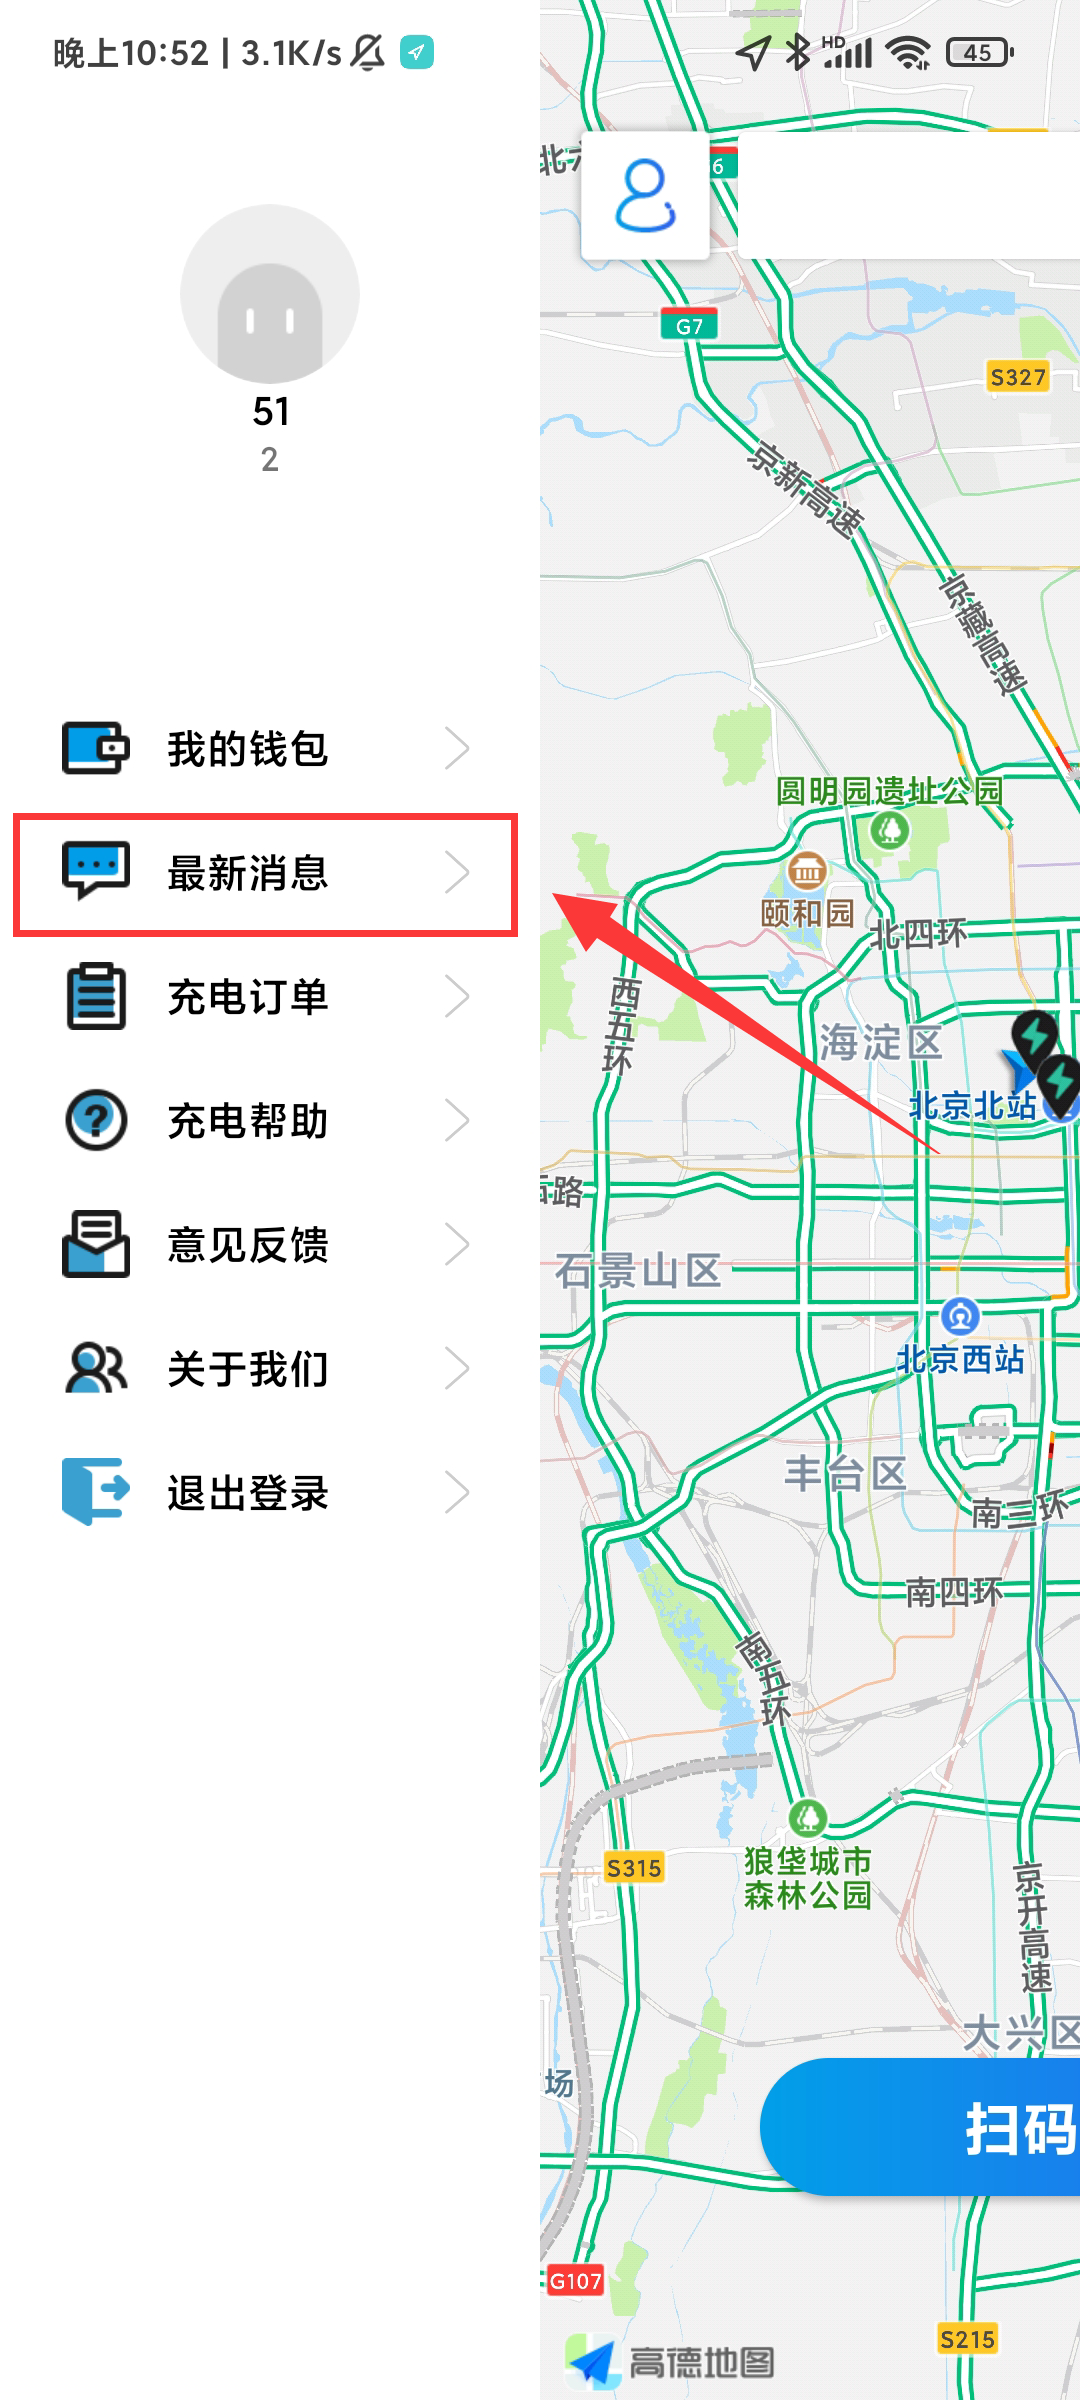 晚上10:52 | 3.1K/s
HD
45
51
2
我的钱包
最新消息
充电订单
充电帮助
意见反馈
关于我们
退出登录
6
G7
S327
京新高速
京藏高速
圆明园遗址公园
颐和园
北四环
西五环
海淀区
北京北站
路
石景山区
北京西站
丰台区
南三环
南四环
南五环
狼垡城市
森林公园
S315
京开高速
大兴区
场
扫码
G107
S215
高德地图